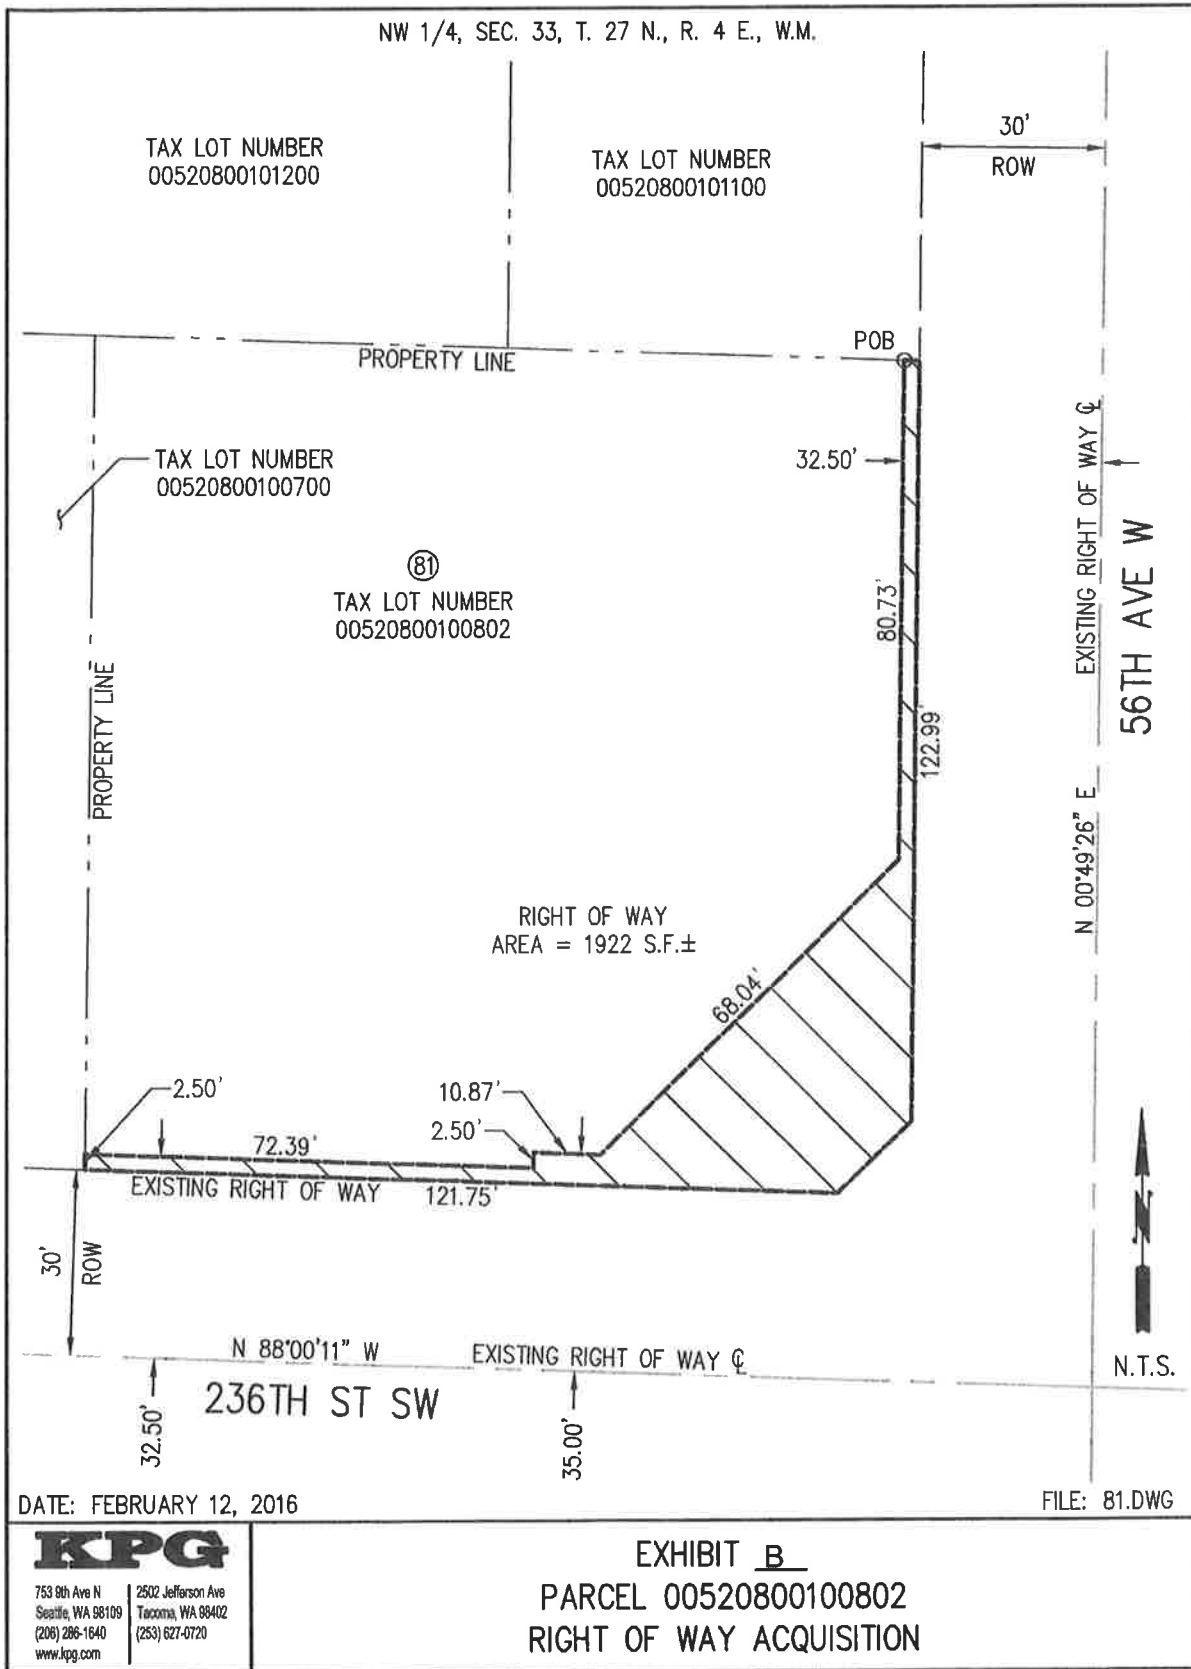 NW 1/4, SEC. 33, T. 27 N., R. 4 E., W.M.
TAX LOT NUMBER
00520800101200
TAX LOT NUMBER
00520800101100
30'
ROW
POB
PROPERTY LINE
TAX LOT NUMBER
00520800100700
32.50'
EXISTING RIGHT OF WAY ℄
56TH AVE W
81
TAX LOT NUMBER
00520800100802
80.73'
PROPERTY LINE
122.99'
N 00°49'26" E
RIGHT OF WAY
AREA = 1922 S.F.±
68.04'
2.50'
10.87'
2.50'
72.39'
EXISTING RIGHT OF WAY
121.75'
30'
ROW
N
N 88°00'11" W
EXISTING RIGHT OF WAY ℄
N.T.S.
236TH ST SW
32.50'
35.00'
DATE: FEBRUARY 12, 2016
FILE: 81.DWG
KPG
753 9th Ave N
Seattle, WA 98109
(206) 286-1640
www.kpg.com
2502 Jefferson Ave
Tacoma, WA 98402
(253) 627-0720
EXHIBIT B
PARCEL 00520800100802
RIGHT OF WAY ACQUISITION